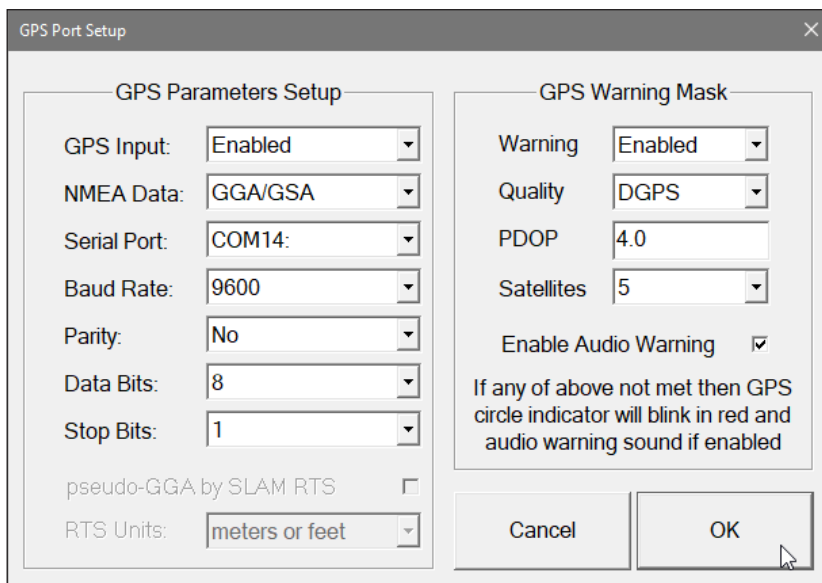 GPS Port Setup
GPS Parameters Setup
GPS Input: Enabled
NMEA Data: GGA/GSA
Serial Port: COM14:
Baud Rate: 9600
Parity: No
Data Bits: 8
Stop Bits: 1
pseudo-GGA by SLAM RTS
RTS Units: meters or feet
GPS Warning Mask
Warning Enabled
Quality DGPS
PDOP 4.0
Satellites 5
Enable Audio Warning
If any of above not met then GPS
circle indicator will blink in red and
audio warning sound if enabled
Cancel OK